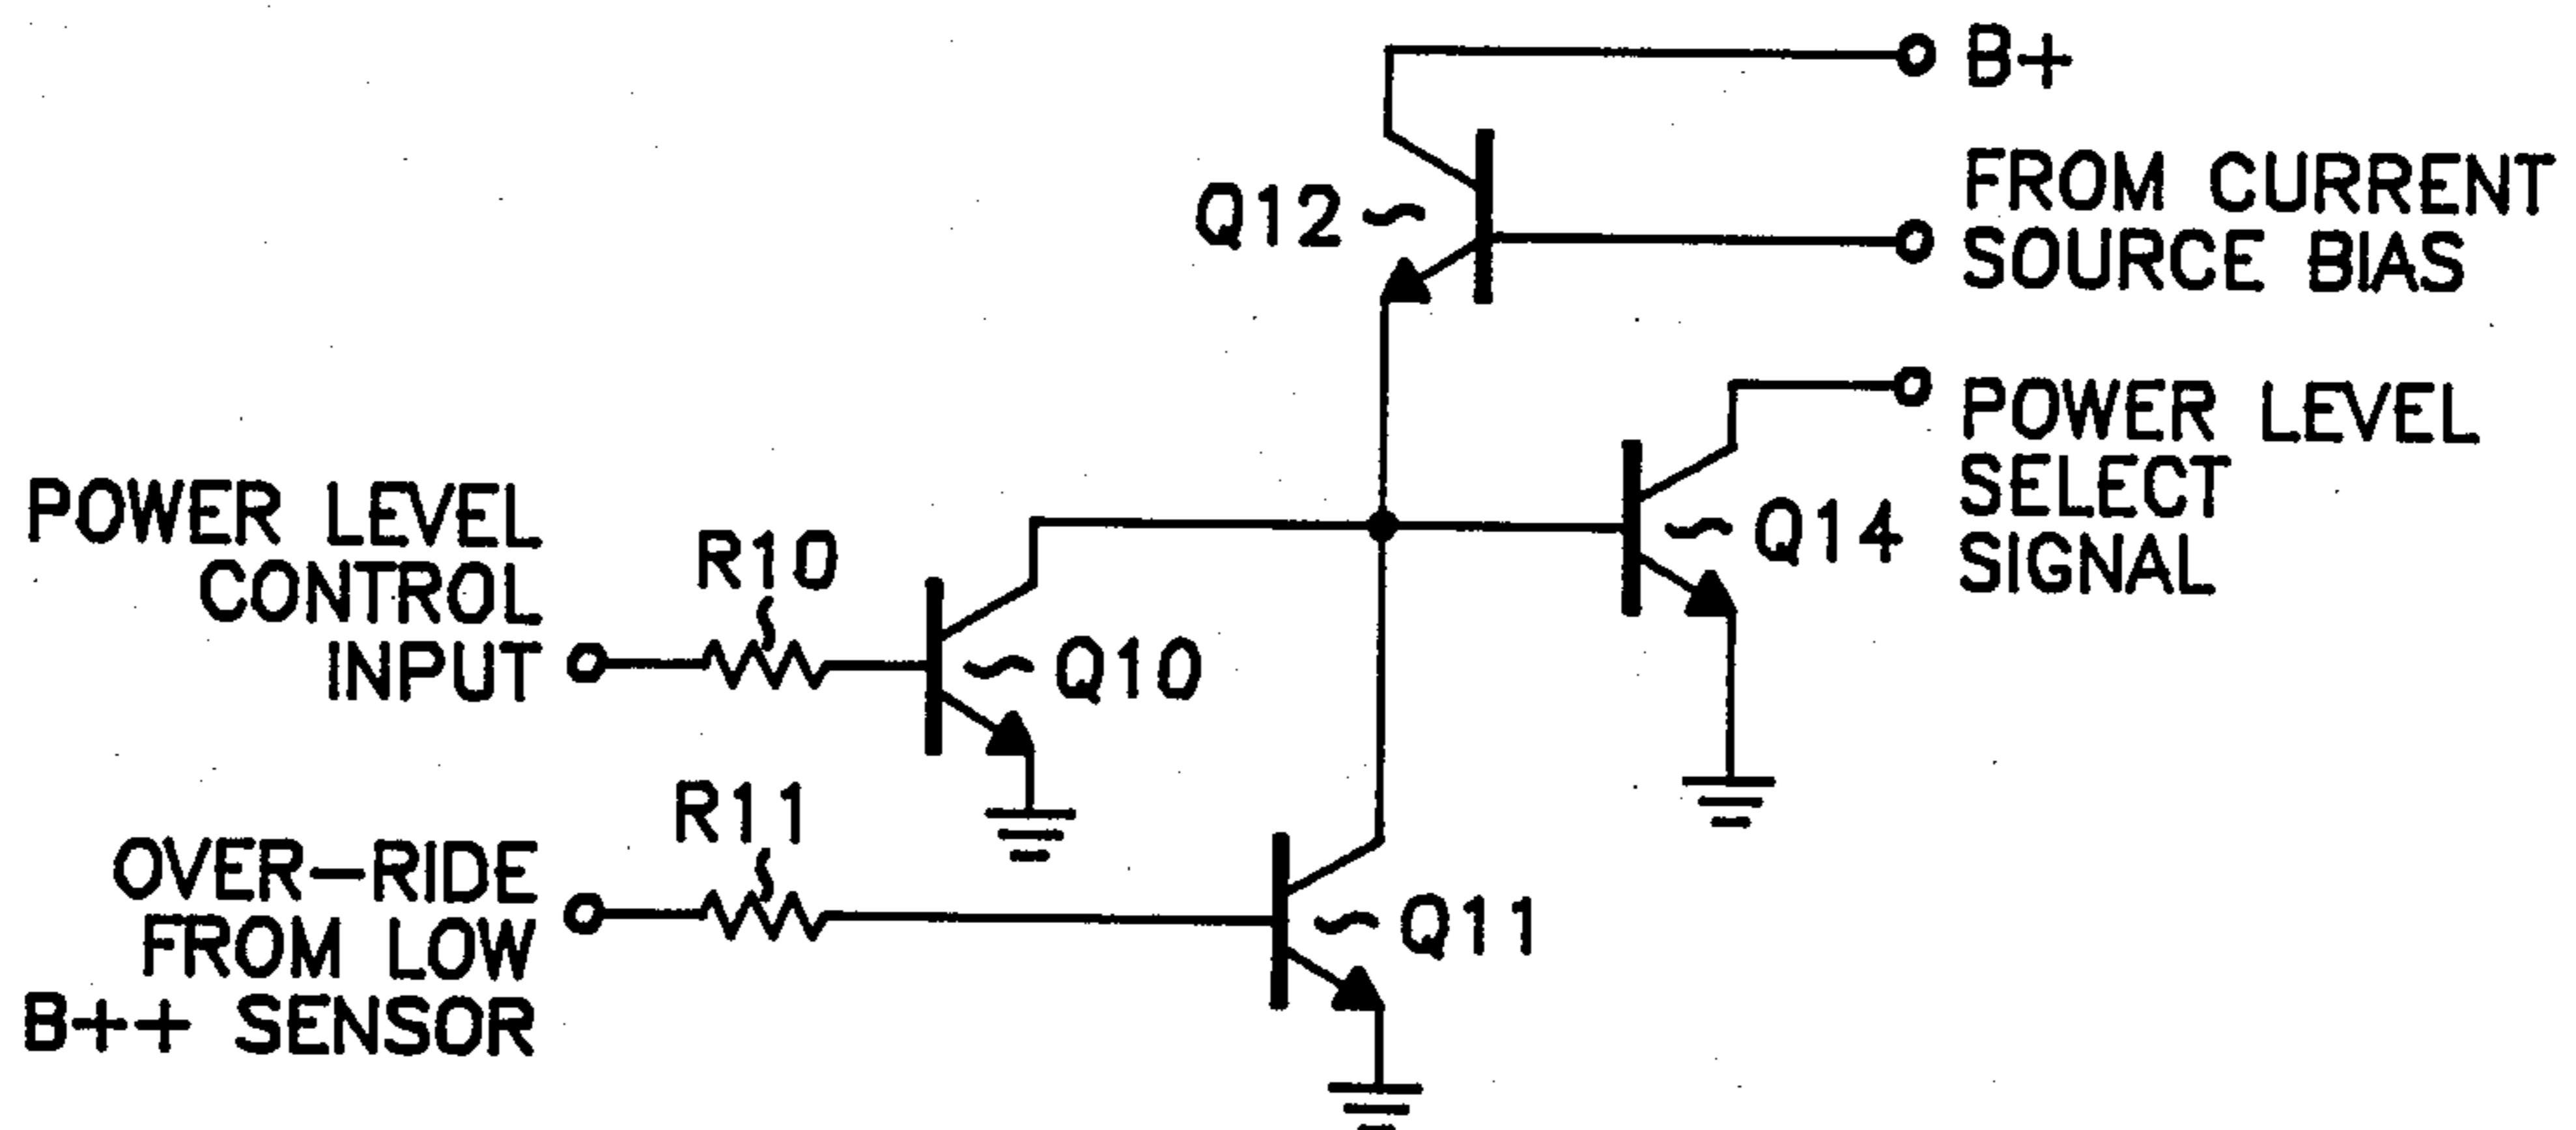 B+
Q12
FROM CURRENT
SOURCE BIAS
POWER LEVEL
SELECT
SIGNAL
Q14
POWER LEVEL
CONTROL
INPUT
R10
Q10
R11
OVER-RIDE
FROM LOW
B++ SENSOR
Q11